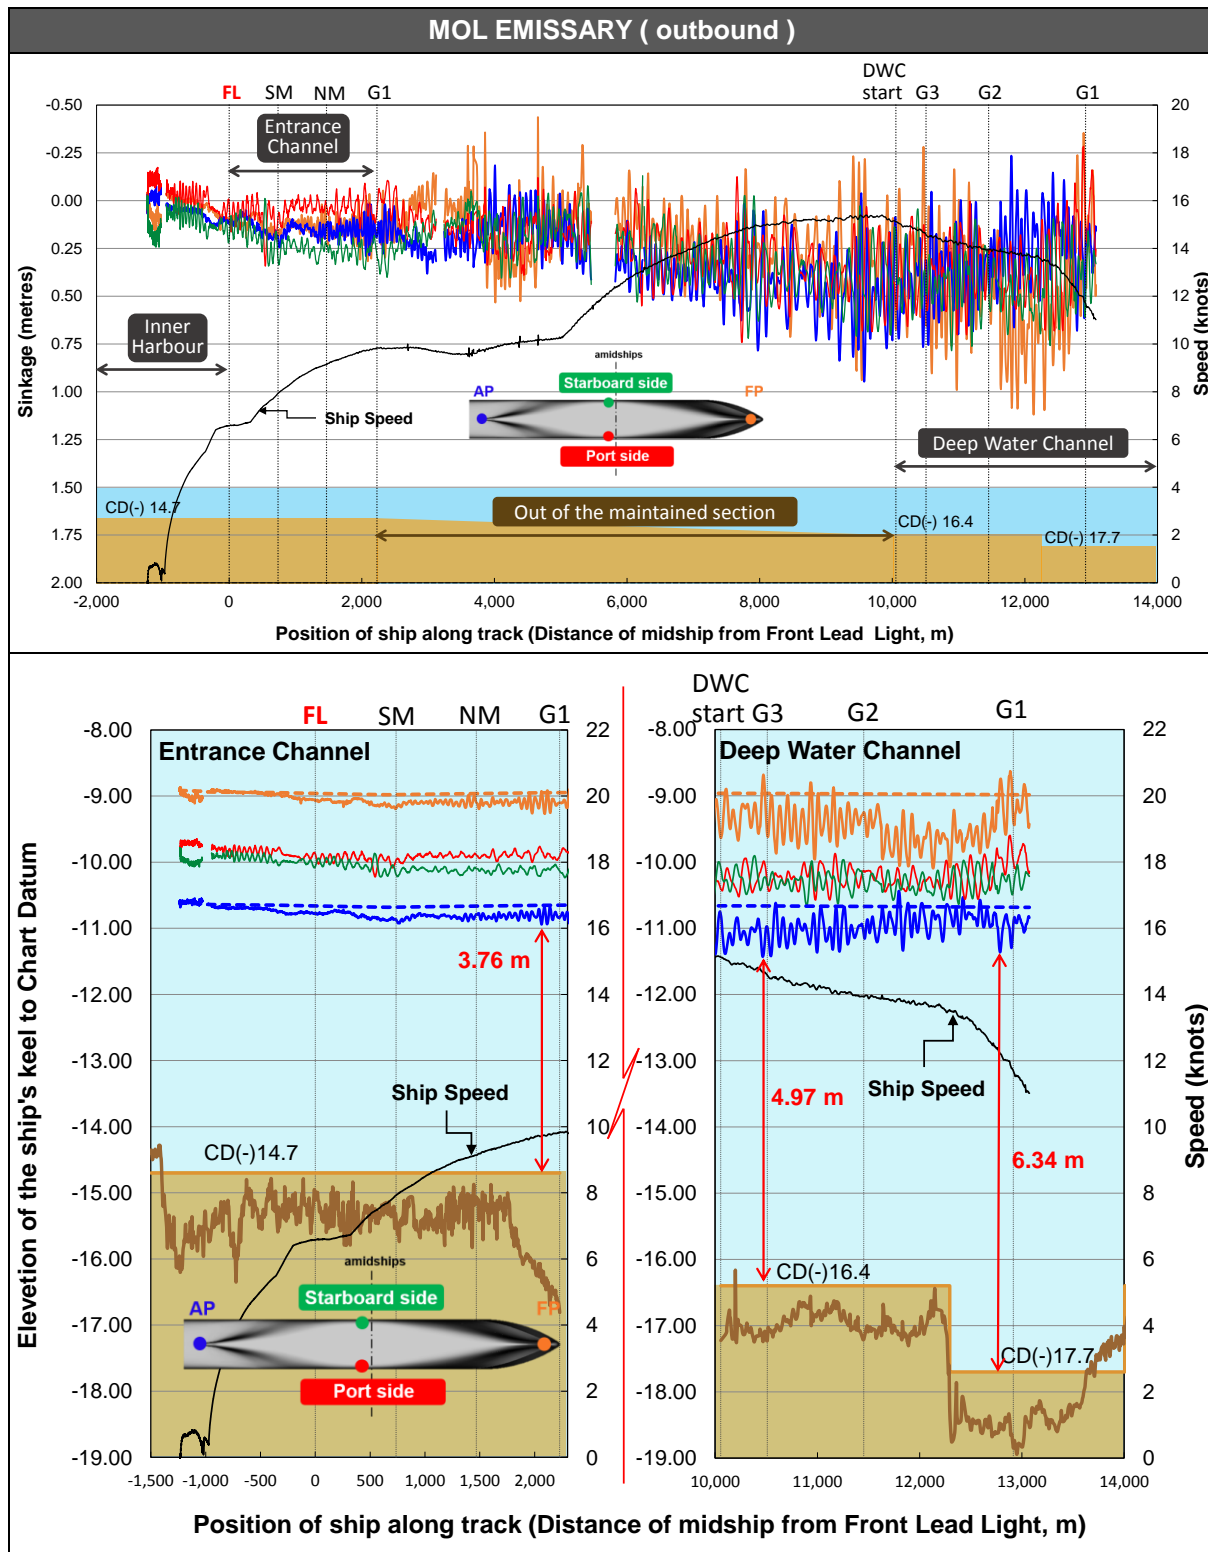 MOL EMISSARY ( outbound )
DWC
FL SM NM G1 start G3 G2 G1
-0.50 20
-0.25 18
0.00 16
0.25 14
0.50 12
0.75 10
1.00 8
1.25 6
1.50 4
1.75 2
2.00 0
Sinkage (metres)
Speed (knots)
Entrance
Channel
Inner
Harbour
Ship Speed
amidships
Starboard side
AP FP
Port side
Deep Water Channel
CD(-) 14.7
Out of the maintained section
CD(-) 16.4
CD(-) 17.7
-2,000 0 2,000 4,000 6,000 8,000 10,000 12,000 14,000
Position of ship along track (Distance of midship from Front Lead Light, m)
DWC
FL SM NM G1 start G3 G2 G1
-8.00 22 -8.00 22
Entrance Channel Deep Water Channel
-9.00 20 -9.00 20
-10.00 18 -10.00 18
-11.00 16 -11.00 16
3.76 m
-12.00 14 -12.00 14
-13.00 12 -13.00 12
Ship Speed Ship Speed
4.97 m
-14.00 10 -14.00 10
CD(-)14.7
6.34 m
-15.00 8 -15.00 8
-16.00 6 -16.00 6
amidships
CD(-)16.4
Starboard side
AP FP
-17.00 4 -17.00 4
CD(-)17.7
Port side
-18.00 2 -18.00 2
-19.00 0 -19.00 0
Elevetion of the ship's keel to Chart Datum
Speed (knots)
-1,500 -1,000 -500 0 500 1,000 1,500 2,000 10,000 11,000 12,000 13,000 14,000
Position of ship along track (Distance of midship from Front Lead Light, m)